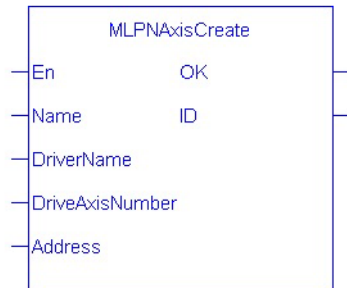 MLPNAxisCreate
En OK
Name ID
DriverName
DriveAxisNumber
Address